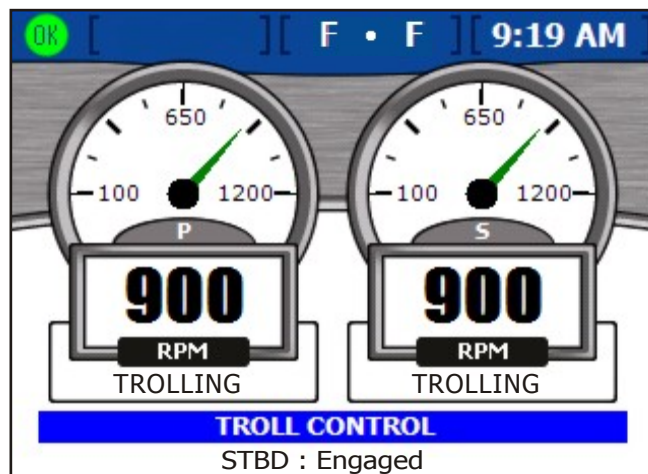 OK [ ][ F • F ][ 9:19 AM ]
650 650
100 1200 100 1200
P S
900 900
RPM RPM
TROLLING TROLLING
TROLL CONTROL
STBD : Engaged